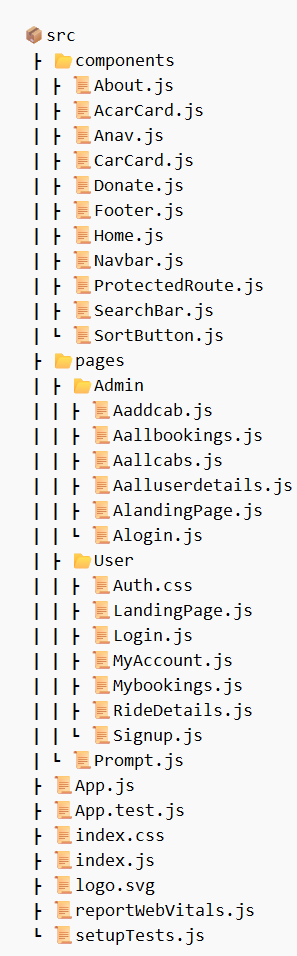 src
components
About.js
AcarCard.js
Anav.js
CarCard.js
Donate.js
Footer.js
Home.js
Navbar.js
ProtectedRoute.js
SearchBar.js
SortButton.js
pages
Admin
Aaddcab.js
Aallbookings.js
Aallcabs.js
Aalluserdetails.js
AlandingPage.js
Alogin.js
User
Auth.css
LandingPage.js
Login.js
MyAccount.js
Mybookings.js
RideDetails.js
Signup.js
Prompt.js
App.js
App.test.js
index.css
index.js
logo.svg
reportWebVitals.js
setupTests.js